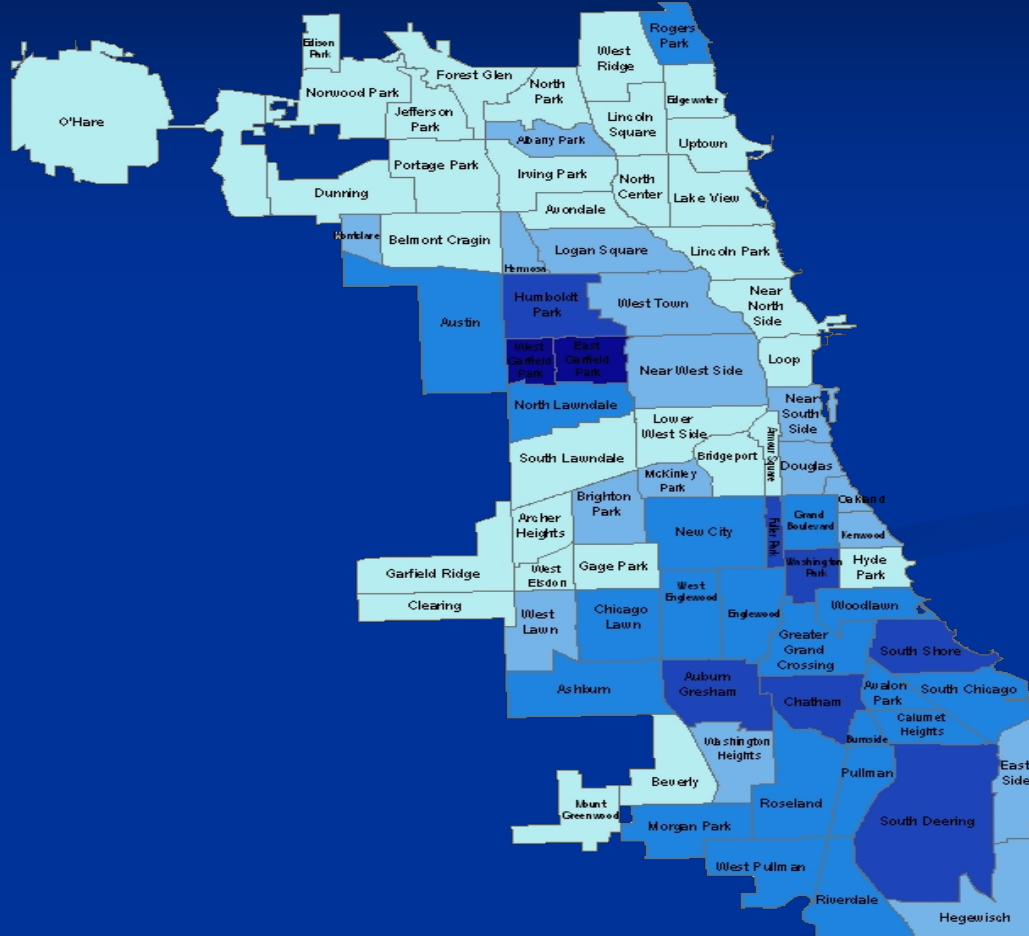 Rogers
Park
Edison
Park
West
Ridge
Forest Glen
North
Park
Norwood Park
Edgewater
Jefferson
Park
Lincoln
Square
O'Hare
Albany Park
Uptown
Portage Park
Irving Park
North
Center
Dunning
Lake View
Avondale
Montclare
Belmont Cragin
Logan Square
Lincoln Park
Hermosa
Humboldt
Park
West Town
Near
North
Side
Austin
West
Garfield
Park
East
Garfield
Park
Loop
Near West Side
North Lawndale
Near
South
Side
Lower
West Side
Armour Square
South Lawndale
Bridgeport
Douglas
McKinley
Park
Brighton
Park
Oakland
Archer
Heights
New City
Fuller Park
Grand
Boulevard
Kenwood
Garfield Ridge
West
Elsdon
Gage Park
Washington
Park
Hyde
Park
Clearing
West
Lawn
Chicago
Lawn
West
Englewood
Englewood
Woodlawn
Greater
Grand
Crossing
South Shore
Ashburn
Auburn
Gresham
Chatham
Avalon
Park
South Chicago
Calumet
Heights
Washington
Heights
Burnside
East
Side
Beverly
Pullman
Mount
Greenwood
Roseland
Morgan Park
South Deering
West Pullman
Riverdale
Hegewisch